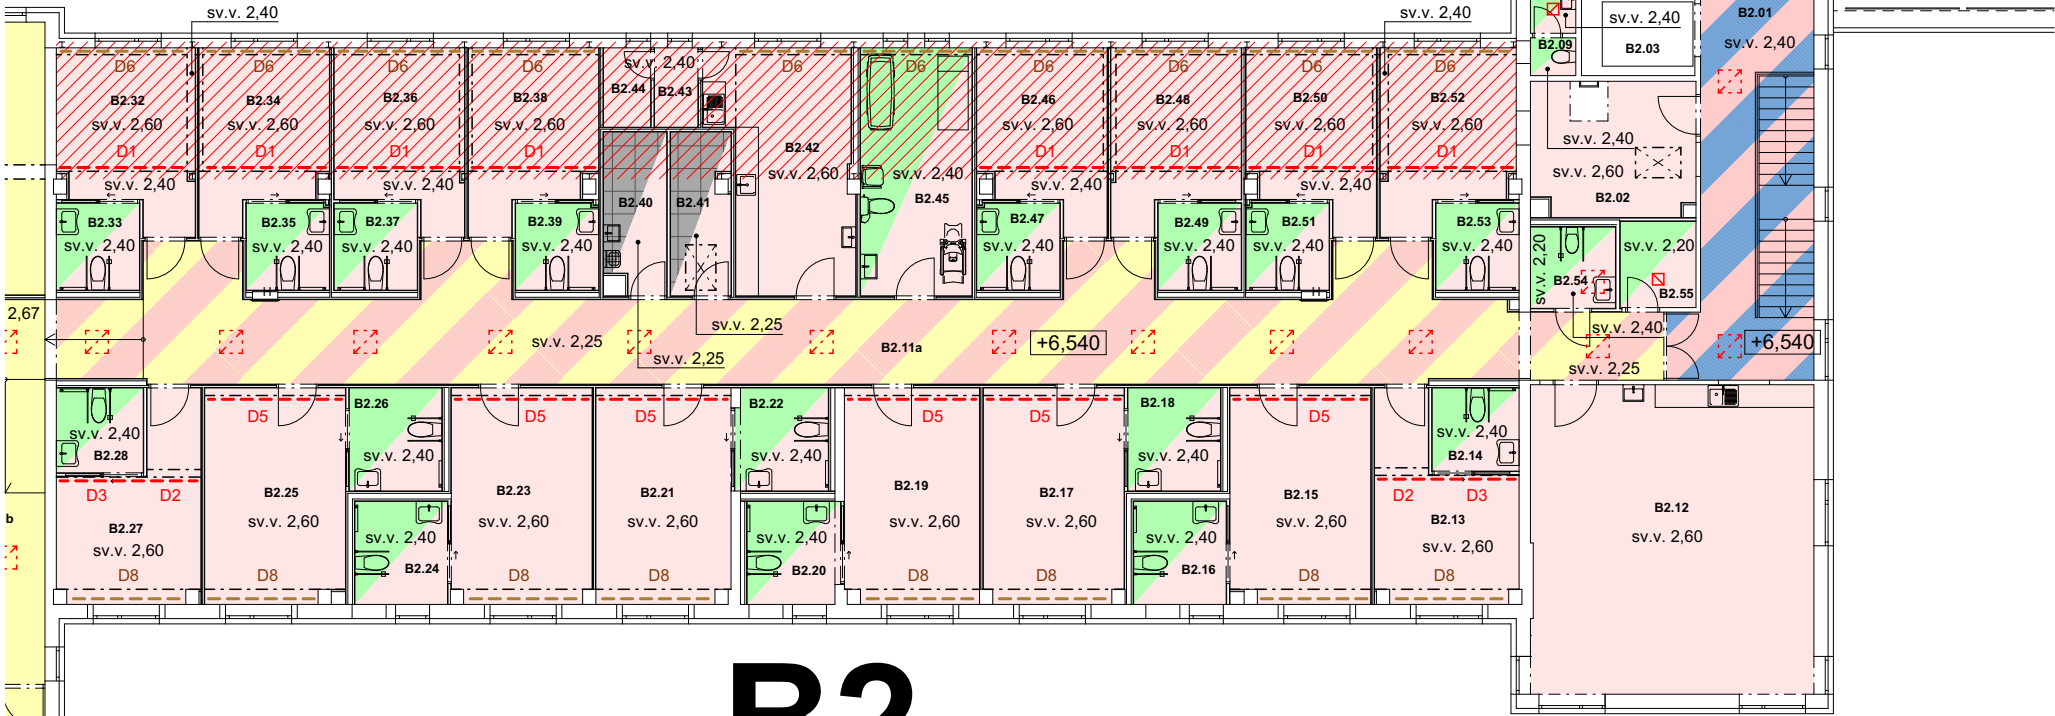 sv.v. 2,40
sv.v. 2,40
sv.v. 2,40
B2.01
D6
D6
D6
D6
sv.v. 2,40
D6
D6
D6
D6
D6
D6
B2.09
B2.03
sv.v. 2,40
B2.32
B2.34
B2.36
B2.38
B2.44
B2.43
B2.46
B2.48
B2.50
B2.52
sv.v. 2,60
sv.v. 2,60
sv.v. 2,60
sv.v. 2,60
sv.v. 2,60
sv.v. 2,60
sv.v. 2,60
sv.v. 2,60
sv.v. 2,40
D1
D1
D1
D1
B2.42
D1
D1
D1
D1
sv.v. 2,60
sv.v. 2,40
sv.v. 2,60
sv.v. 2,40
sv.v. 2,40
sv.v. 2,40
sv.v. 2,40
B2.40
B2.41
B2.45
B2.02
B2.33
B2.35
B2.37
B2.39
B2.47
B2.49
B2.51
B2.53
sv.v. 2,40
sv.v. 2,40
sv.v. 2,40
sv.v. 2,40
sv.v. 2,40
sv.v. 2,40
sv.v. 2,40
sv.v. 2,40
sv.v. 2,20
sv.v. 2,20
B2.54
B2.55
2,67
sv.v. 2,25
sv.v. 2,25
sv.v. 2,25
B2.11a
+6,540
sv.v. 2,40
sv.v. 2,25
+6,540
B2.26
D5
D5
D5
B2.22
D5
D5
B2.18
D5
sv.v. 2,40
B2.28
sv.v. 2,40
sv.v. 2,40
sv.v. 2,40
sv.v. 2,40
B2.14
D3
D2
B2.25
B2.23
B2.21
B2.19
B2.17
B2.15
D2
D3
b
B2.27
sv.v. 2,60
sv.v. 2,60
sv.v. 2,60
sv.v. 2,60
sv.v. 2,60
sv.v. 2,60
sv.v. 2,60
B2.13
sv.v. 2,60
B2.12
sv.v. 2,60
sv.v. 2,40
B2.24
sv.v. 2,40
B2.20
sv.v. 2,40
B2.16
D8
D8
D8
D8
D8
D8
D8
D8
B2